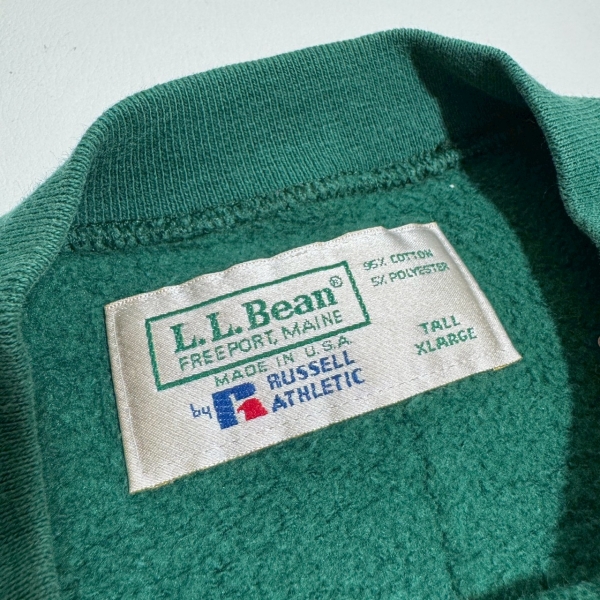 L.L.Bean®
FREEPORT, MAINE
MADE IN U.S.A.
by RUSSELL
ATHLETIC
95% COTTON
5% POLYESTER
TALL
XLARGE